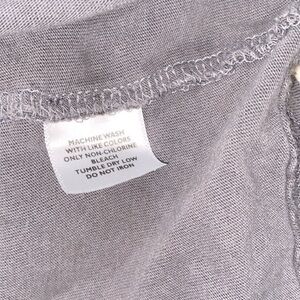 MACHINE WASH
WITH LIKE COLORS
ONLY NON-CHLORINE
BLEACH
TUMBLE DRY LOW
DO NOT IRON